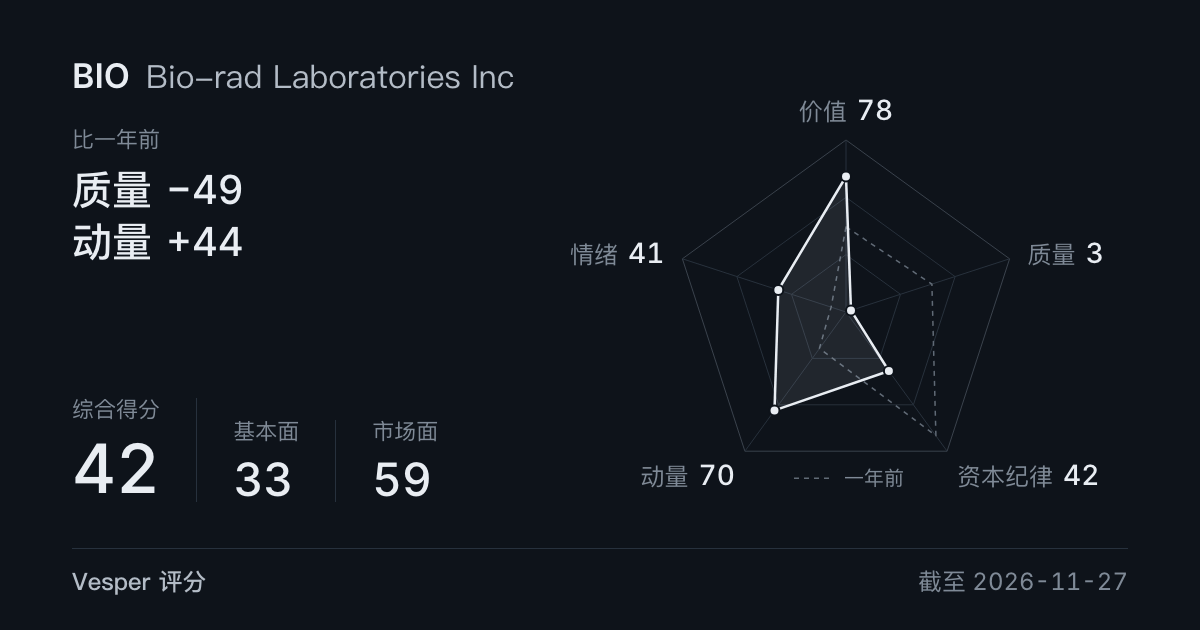 BIO Bio-rad Laboratories Inc
比一年前
质量 −49
动量 +44
综合得分
42
基本面
33
市场面
59
价值 78
质量 3
资本纪律 42
动量 70
情绪 41
一年前
Vesper 评分
截至 2026-11-27